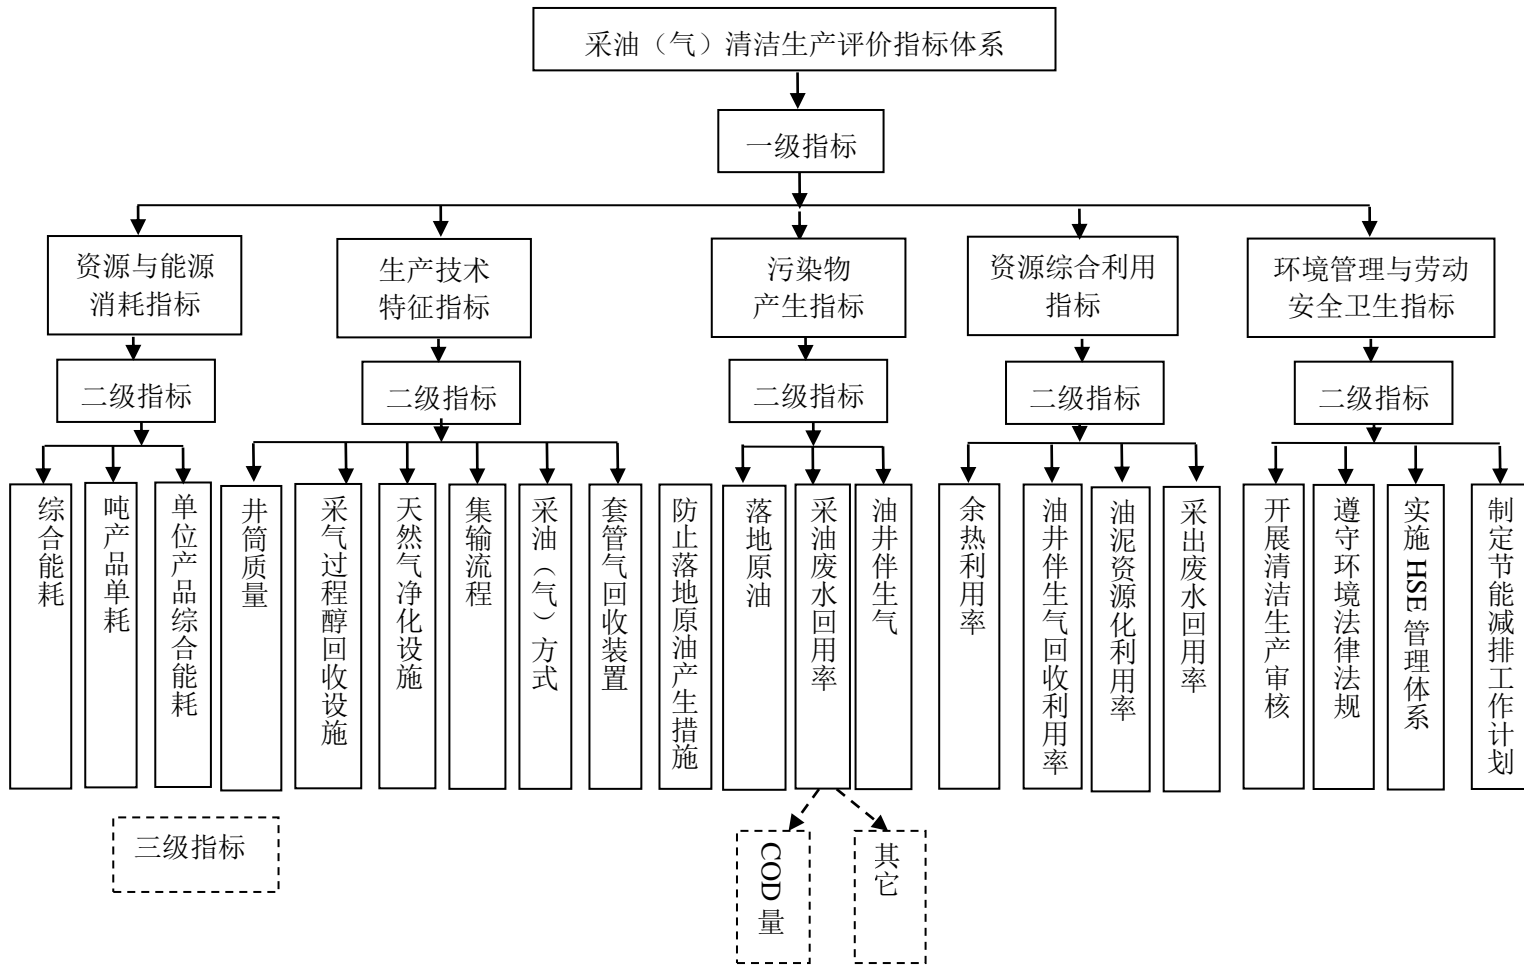 采油（气）清洁生产评价指标体系
一级指标
资源与能源
消耗指标
生产技术
特征指标
污染物
产生指标
资源综合利用
指标
环境管理与劳动
安全卫生指标
二级指标
二级指标
二级指标
二级指标
二级指标
综合能耗
吨产品单耗
单位产品综合能耗
井筒质量
采气过程醇回收设施
天然气净化设施
集输流程
采油（气）方式
套管气回收装置
防止落地原油产生措施
落地原油
采油废水回用率
油井伴生气
余热利用率
油井伴生气回收利用率
油泥资源化利用率
采出废水回用率
开展清洁生产审核
遵守环境法律法规
实施 HSE 管理体系
制定节能减排工作计划
三级指标
COD 量
其它